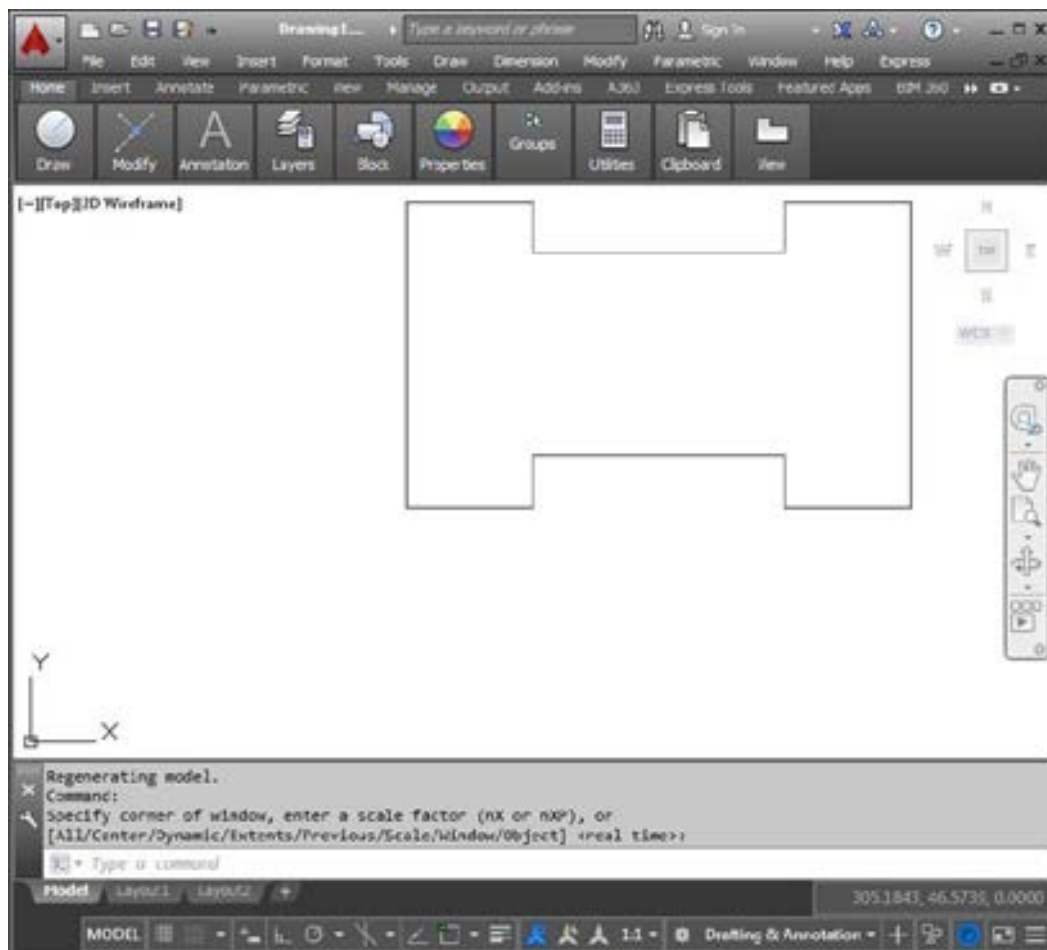 Drawing1...
Type a keyword or phrase
Sign In
File Edit View Insert Format Tools Draw Dimension Modify Parametric Window Help Express
Home Insert Annotate Parametric View Manage Output Add-ins A360 Express Tools Featured Apps BIM 360
Draw Modify Annotation Layers Block Properties Groups Utilities Clipboard View
[−][Top][2D Wireframe]
N
W TOP E
S
WCS
Y
X
Regenerating model.
Command:
Specify corner of window, enter a scale factor (nX or nXP), or
[All/Center/Dynamic/Extents/Previous/Scale/Window/Object] <real time>:
Type a command
Model Layout1 Layout2 +
305.1843, 46.5735, 0.0000
MODEL 1:1 Drafting & Annotation